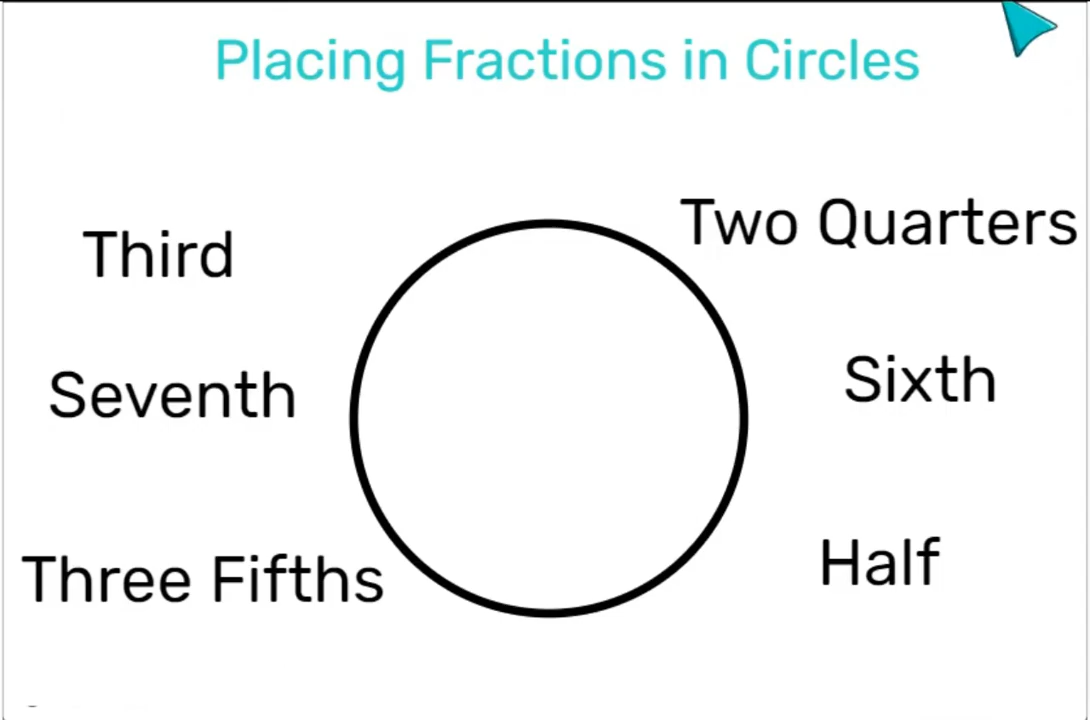 Placing Fractions in Circles
Third
Two Quarters
Seventh
Sixth
Three Fifths
Half